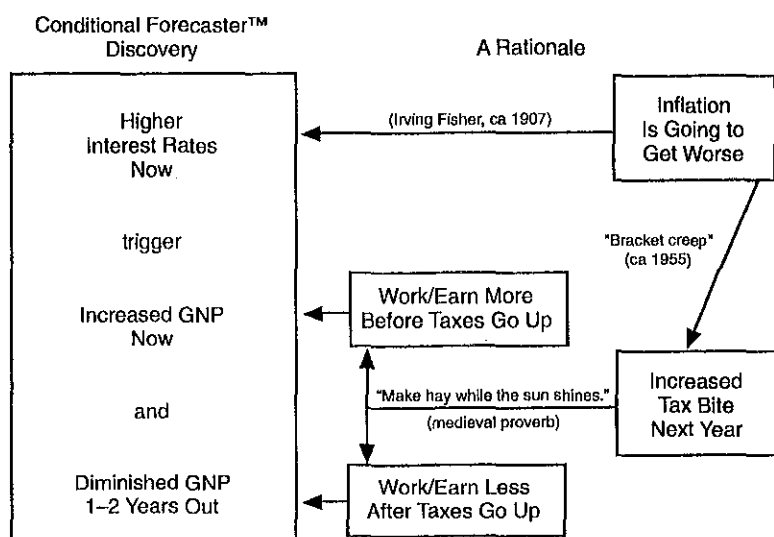 Conditional Forecaster™
Discovery
A Rationale
Higher
Interest Rates
Now
(Irving Fisher, ca 1907)
Inflation
Is Going to
Get Worse
trigger
"Bracket creep"
(ca 1955)
Increased GNP
Now
Work/Earn More
Before Taxes Go Up
and
"Make hay while the sun shines."
(medieval proverb)
Increased
Tax Bite
Next Year
Diminished GNP
1–2 Years Out
Work/Earn Less
After Taxes Go Up